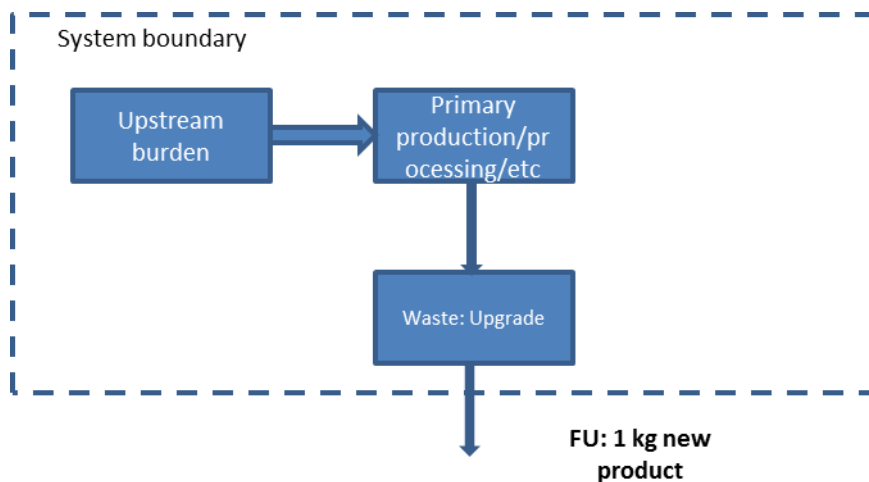 System boundary
Upstream
burden
Primary
production/pr
ocessing/etc
Waste: Upgrade
FU: 1 kg new
product